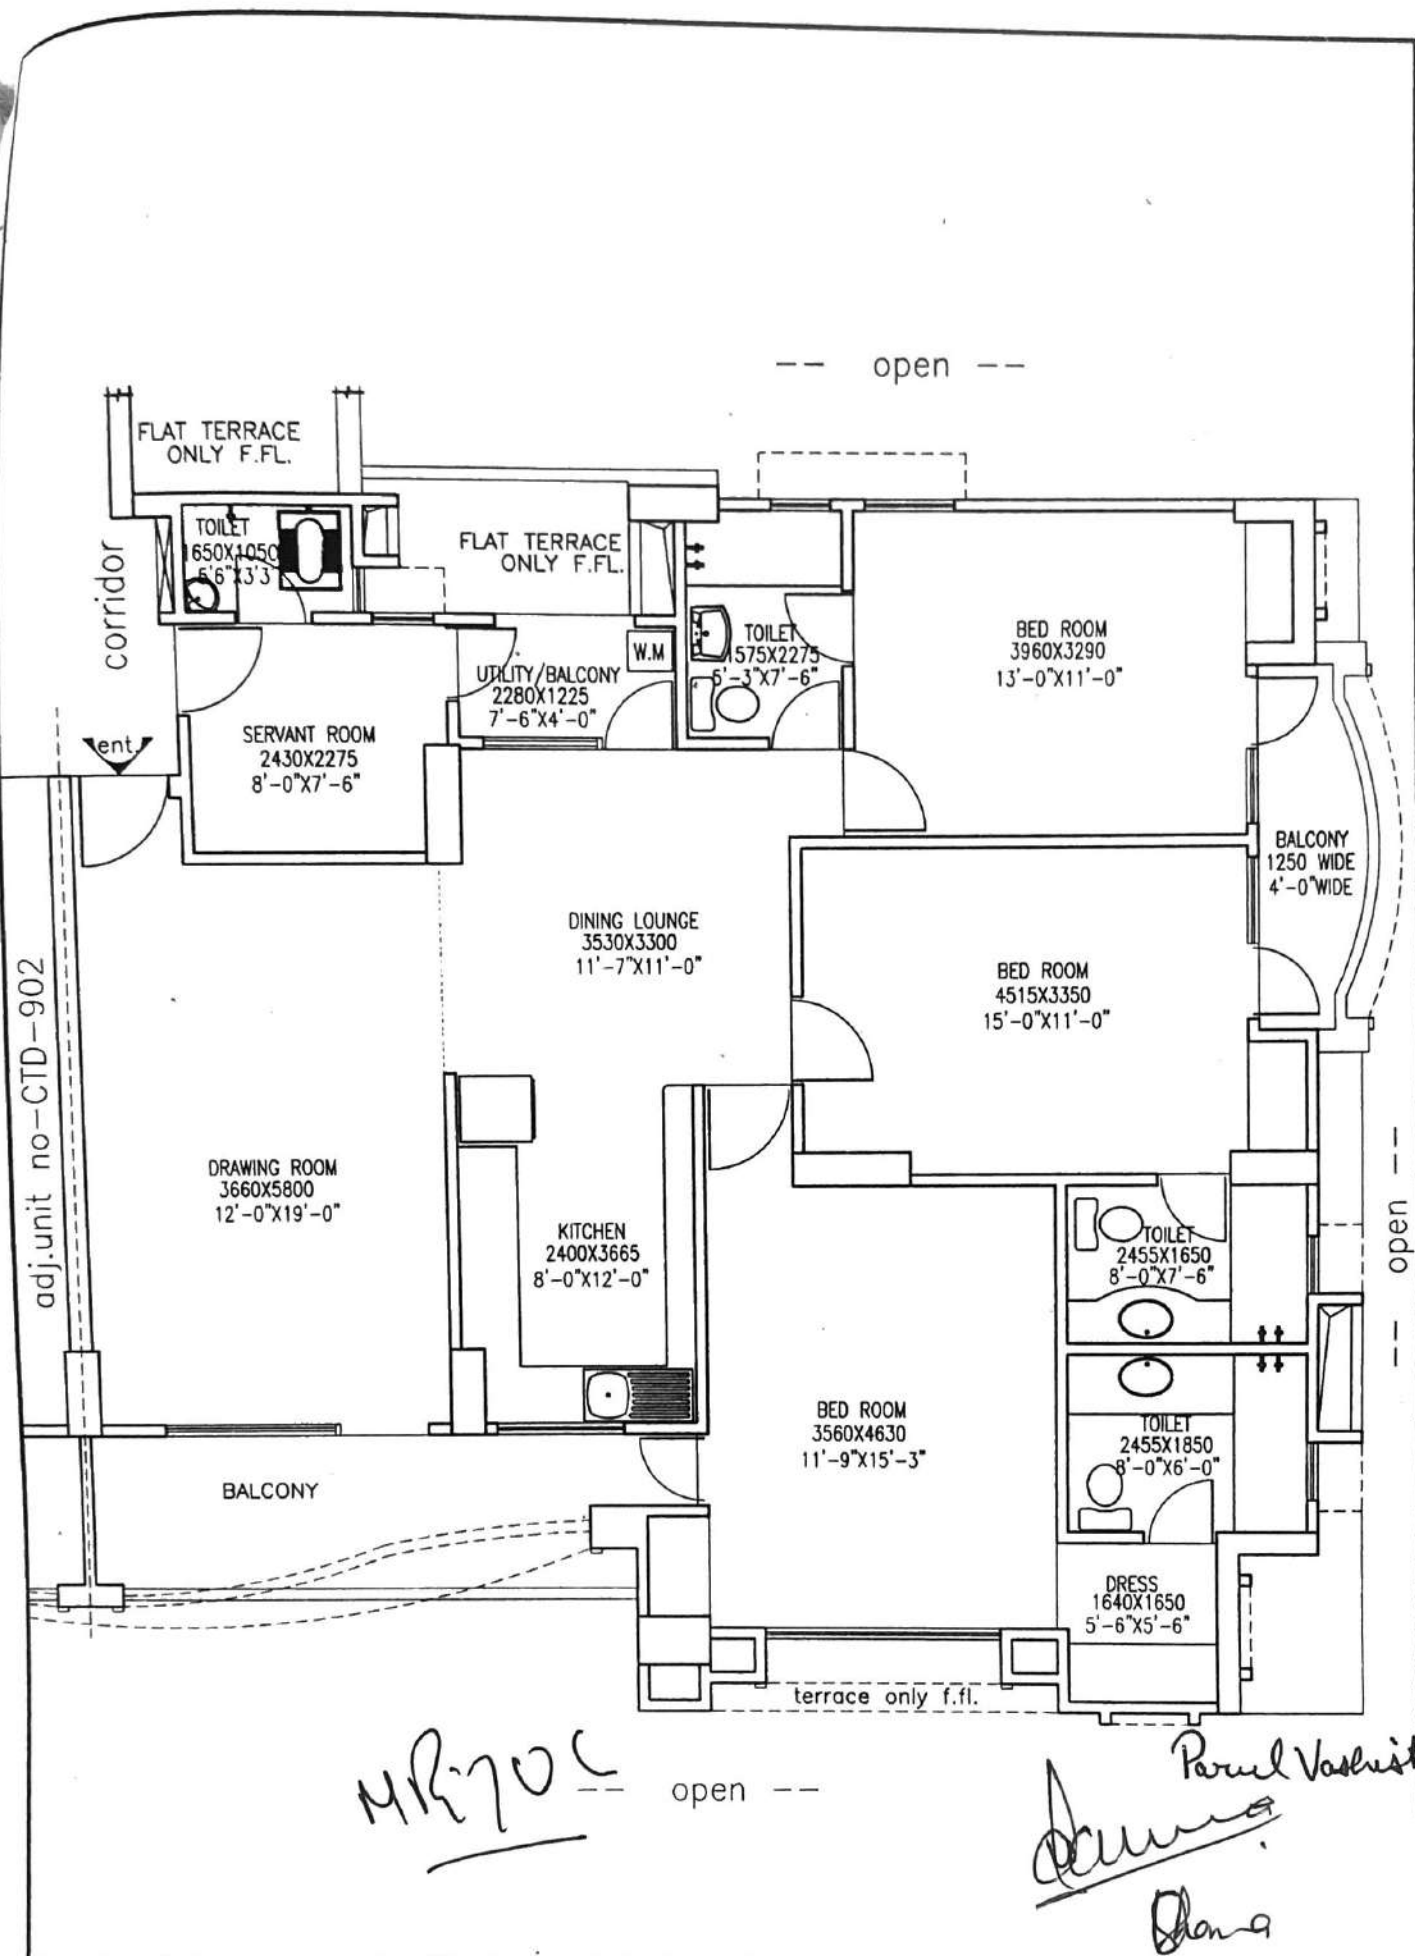 -- open --
FLAT TERRACE
ONLY F.FL.
TOILET
1650X1050
5'6"X3'3
FLAT TERRACE
ONLY F.FL.
corridor
ent.
SERVANT ROOM
2430X2275
8'-0"X7'-6"
UTILITY/BALCONY
2280X1225
7'-6"X4'-0"
W.M
TOILET
1575X2275
5'-3"X7'-6"
BED ROOM
3960X3290
13'-0"X11'-0"
BALCONY
1250 WIDE
4'-0"WIDE
DINING LOUNGE
3530X3300
11'-7"X11'-0"
BED ROOM
4515X3350
15'-0"X11'-0"
adj.unit no-CTD-902
DRAWING ROOM
3660X5800
12'-0"X19'-0"
KITCHEN
2400X3665
8'-0"X12'-0"
TOILET
2455X1650
8'-0"X7'-6"
-- open --
BED ROOM
3560X4630
11'-9"X15'-3"
TOILET
2455X1850
8'-0"X6'-0"
BALCONY
DRESS
1640X1650
5'-6"X5'-6"
terrace only f.fl.
-- open --
Parul Vashist